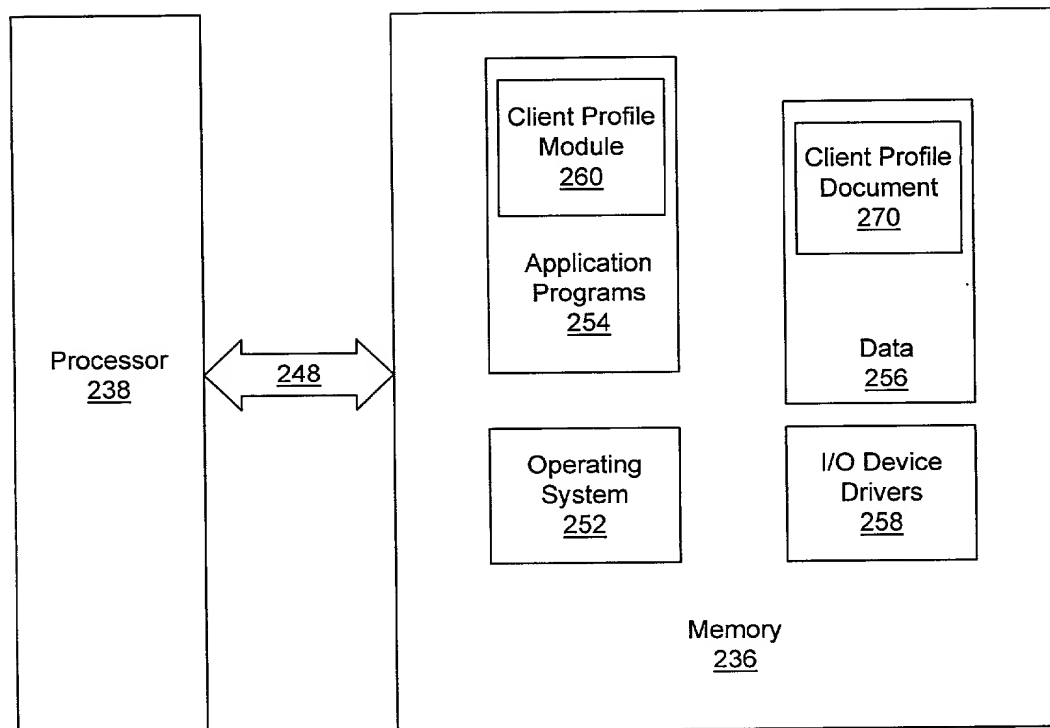 Processor
238
248
Client Profile
Module
260
Application
Programs
254
Client Profile
Document
270
Data
256
Operating
System
252
I/O Device
Drivers
258
Memory
236